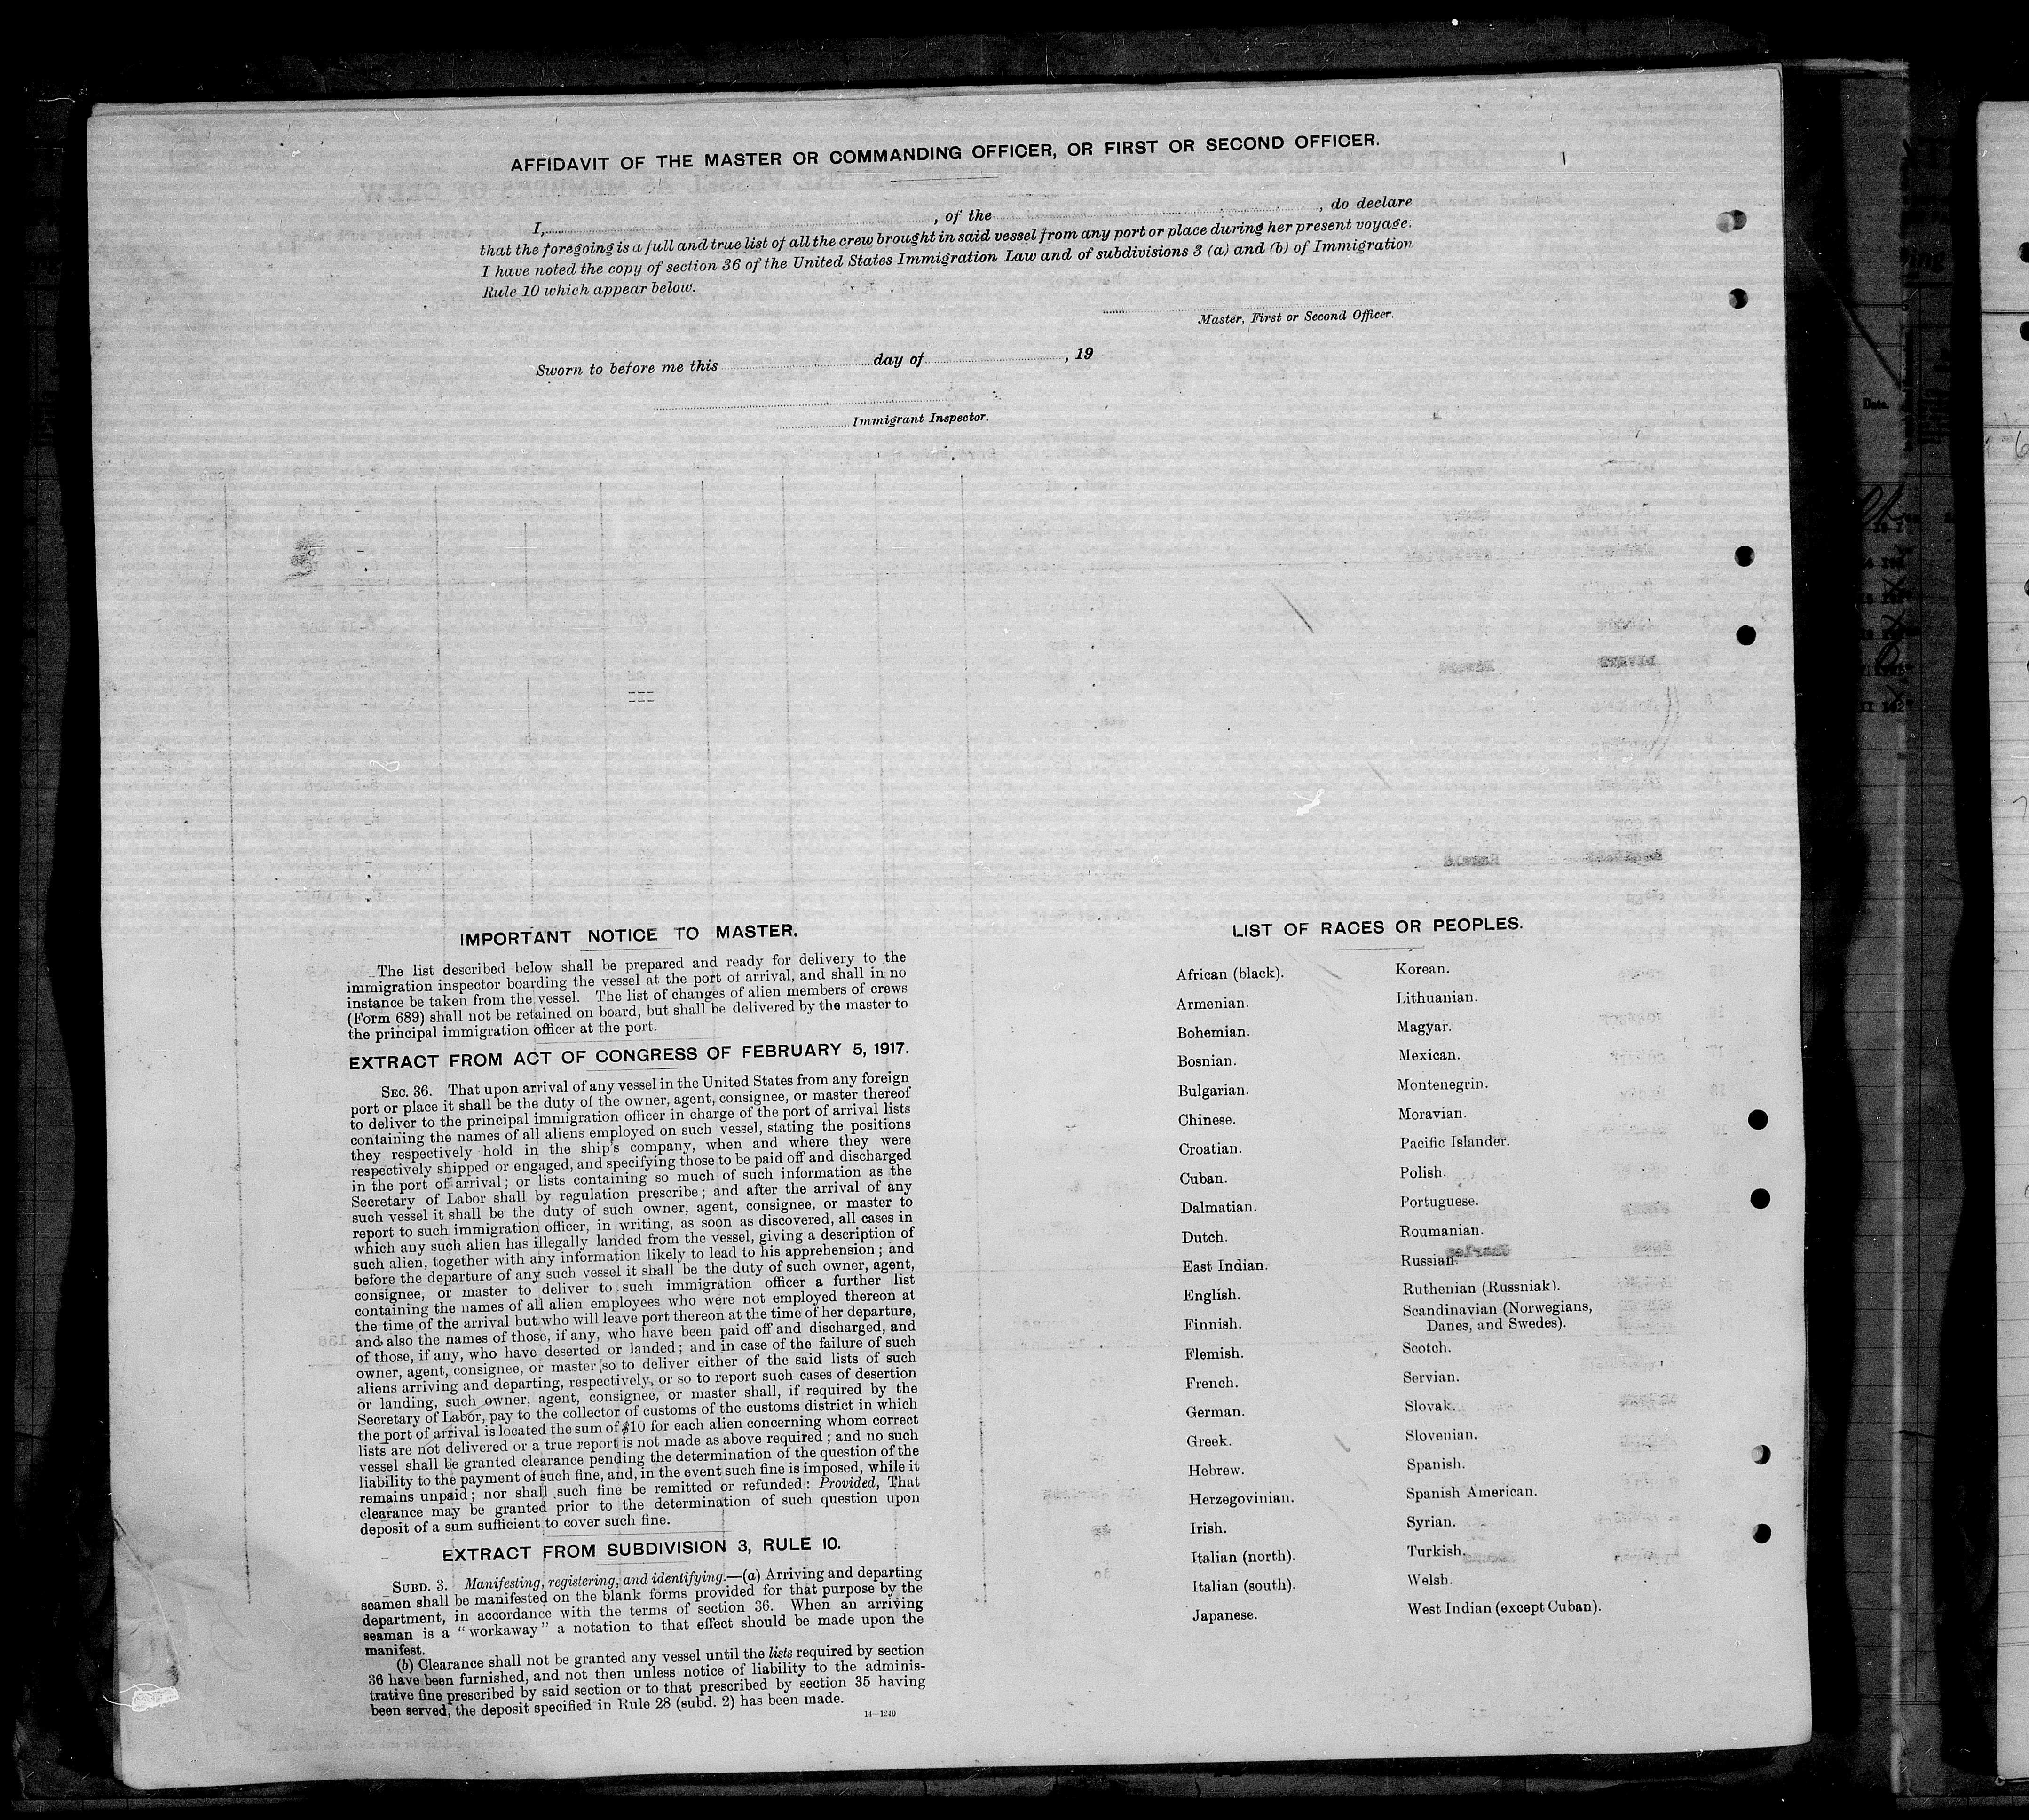 AFFIDAVIT OF THE MASTER OR COMMANDING OFFICER, OR FIRST OR SECOND OFFICER.
I, , of the , do declare
that the foregoing is a full and true list of all the crew brought in said vessel from any port or place during her present voyage.
I have noted the copy of section 36 of the United States Immigration Law and of subdivisions 3 (a) and (b) of Immigration
Rule 10 which appear below.
Master, First or Second Officer.
Sworn to before me this day of , 19
Immigrant Inspector.
IMPORTANT NOTICE TO MASTER.
The list described below shall be prepared and ready for delivery to the
immigration inspector boarding the vessel at the port of arrival, and shall in no
instance be taken from the vessel. The list of changes of alien members of crews
(Form 689) shall not be retained on board, but shall be delivered by the master to
the principal immigration officer at the port.
EXTRACT FROM ACT OF CONGRESS OF FEBRUARY 5, 1917.
SEC. 36. That upon arrival of any vessel in the United States from any foreign
port or place it shall be the duty of the owner, agent, consignee, or master thereof
to deliver to the principal immigration officer in charge of the port of arrival lists
containing the names of all aliens employed on such vessel, stating the positions
they respectively hold in the ship's company, when and where they were
respectively shipped or engaged, and specifying those to be paid off and discharged
in the port of arrival; or lists containing so much of such information as the
Secretary of Labor shall by regulation prescribe; and after the arrival of any
such vessel it shall be the duty of such owner, agent, consignee, or master to
report to such immigration officer, in writing, as soon as discovered, all cases in
which any such alien has illegally landed from the vessel, giving a description of
such alien, together with any information likely to lead to his apprehension; and
before the departure of any such vessel it shall be the duty of such owner, agent,
consignee, or master to deliver to such immigration officer a further list
containing the names of all alien employees who were not employed thereon at
the time of the arrival but who will leave port thereon at the time of her departure,
and also the names of those, if any, who have been paid off and discharged, and
of those, if any, who have deserted or landed; and in case of the failure of such
owner, agent, consignee, or master so to deliver either of the said lists of such
aliens arriving and departing, respectively, or so to report such cases of desertion
or landing, such owner, agent, consignee, or master shall, if required by the
Secretary of Labor, pay to the collector of customs of the customs district in which
the port of arrival is located the sum of $10 for each alien concerning whom correct
lists are not delivered or a true report is not made as above required; and no such
vessel shall be granted clearance pending the determination of the question of the
liability to the payment of such fine, and, in the event such fine is imposed, while it
remains unpaid; nor shall such fine be remitted or refunded: Provided, That
clearance may be granted prior to the determination of such question upon
deposit of a sum sufficient to cover such fine.
EXTRACT FROM SUBDIVISION 3, RULE 10.
SUBD. 3. Manifesting, registering, and identifying.—(a) Arriving and departing
seamen shall be manifested on the blank forms provided for that purpose by the
department, in accordance with the terms of section 36. When an arriving
seaman is a "workaway" a notation to that effect should be made upon the
manifest.
(b) Clearance shall not be granted any vessel until the lists required by section
36 have been furnished, and not then unless notice of liability to the adminis-
trative fine prescribed by said section or to that prescribed by section 35 having
been served, the deposit specified in Rule 28 (subd. 2) has been made.
14—1240
LIST OF RACES OR PEOPLES.
African (black).
Armenian.
Bohemian.
Bosnian.
Bulgarian.
Chinese.
Croatian.
Cuban.
Dalmatian.
Dutch.
East Indian.
English.
Finnish.
Flemish.
French.
German.
Greek.
Hebrew.
Herzegovinian.
Irish.
Italian (north).
Italian (south).
Japanese.
Korean.
Lithuanian.
Magyar.
Mexican.
Montenegrin.
Moravian.
Pacific Islander.
Polish.
Portuguese.
Roumanian.
Russian.
Ruthenian (Russniak).
Scandinavian (Norwegians,
Danes, and Swedes).
Scotch.
Servian.
Slovak.
Slovenian.
Spanish.
Spanish American.
Syrian.
Turkish.
Welsh.
West Indian (except Cuban).
Date.